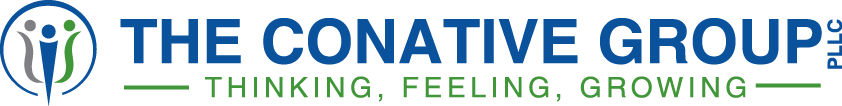 THE CONATIVE GROUP PLLC
THINKING, FEELING, GROWING